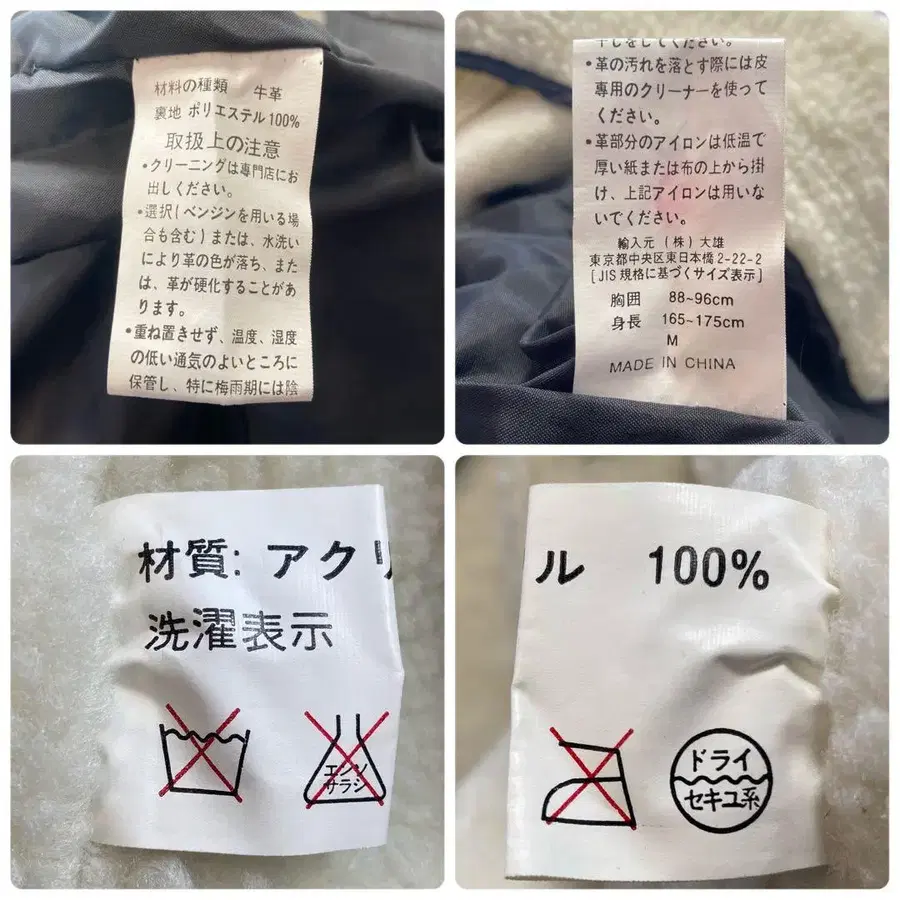 材料の種類 牛革
裏地 ポリエステル100%
取扱上の注意
•クリーニングは専門店にお
出しください。
•選択(ベンジンを用いる場
合も含む)または、水洗い
により革の色が落ち、また
は、革が硬化することがあ
ります。
•重ね置きせず、温度、湿度
の低い通気のよいところに
保管し、特に梅雨期には陰
干しをしてください。
•革の汚れを落とす際には皮
専用のクリーナーを使って
ください。
•革部分のアイロンは低温で
厚い紙または布の上から掛
け、上記アイロンは用いな
いでください。
輸入元 (株)大雄
東京都中央区東日本橋2-22-2
[JIS規格に基づくサイズ表示]
胸囲 88~96cm
身長 165~175cm
M
MADE IN CHINA
材質: アクリ
洗濯表示
エンソ
サラシ
ル 100%
ドライ
セキユ系